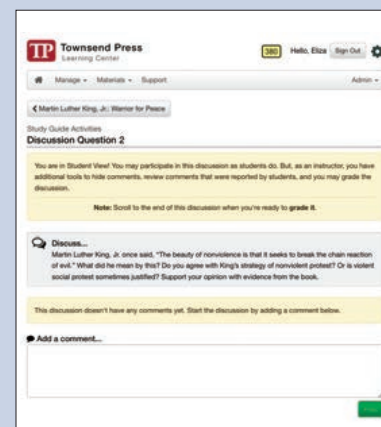 TP Townsend Press
Learning Center
380 Hello, Eliza Sign Out
Manage Materials Support Admin
Martin Luther King, Jr.: Warrior for Peace
Study Guide Activities
Discussion Question 2
You are in Student View! You may participate in this discussion as students do. But, as an instructor, you have
additional tools to hide comments, review comments that were reported by students, and you may grade the
discussion.
Note: Scroll to the end of this discussion when you're ready to grade it.
Discuss...
Martin Luther King, Jr. once said, "The beauty of nonviolence is that it seeks to break the chain reaction
of evil." What did he mean by this? Do you agree with King's strategy of nonviolent protest? Or is violent
social protest sometimes justified? Support your opinion with evidence from the book.
This discussion doesn't have any comments yet. Start the discussion by adding a comment below.
Add a comment...